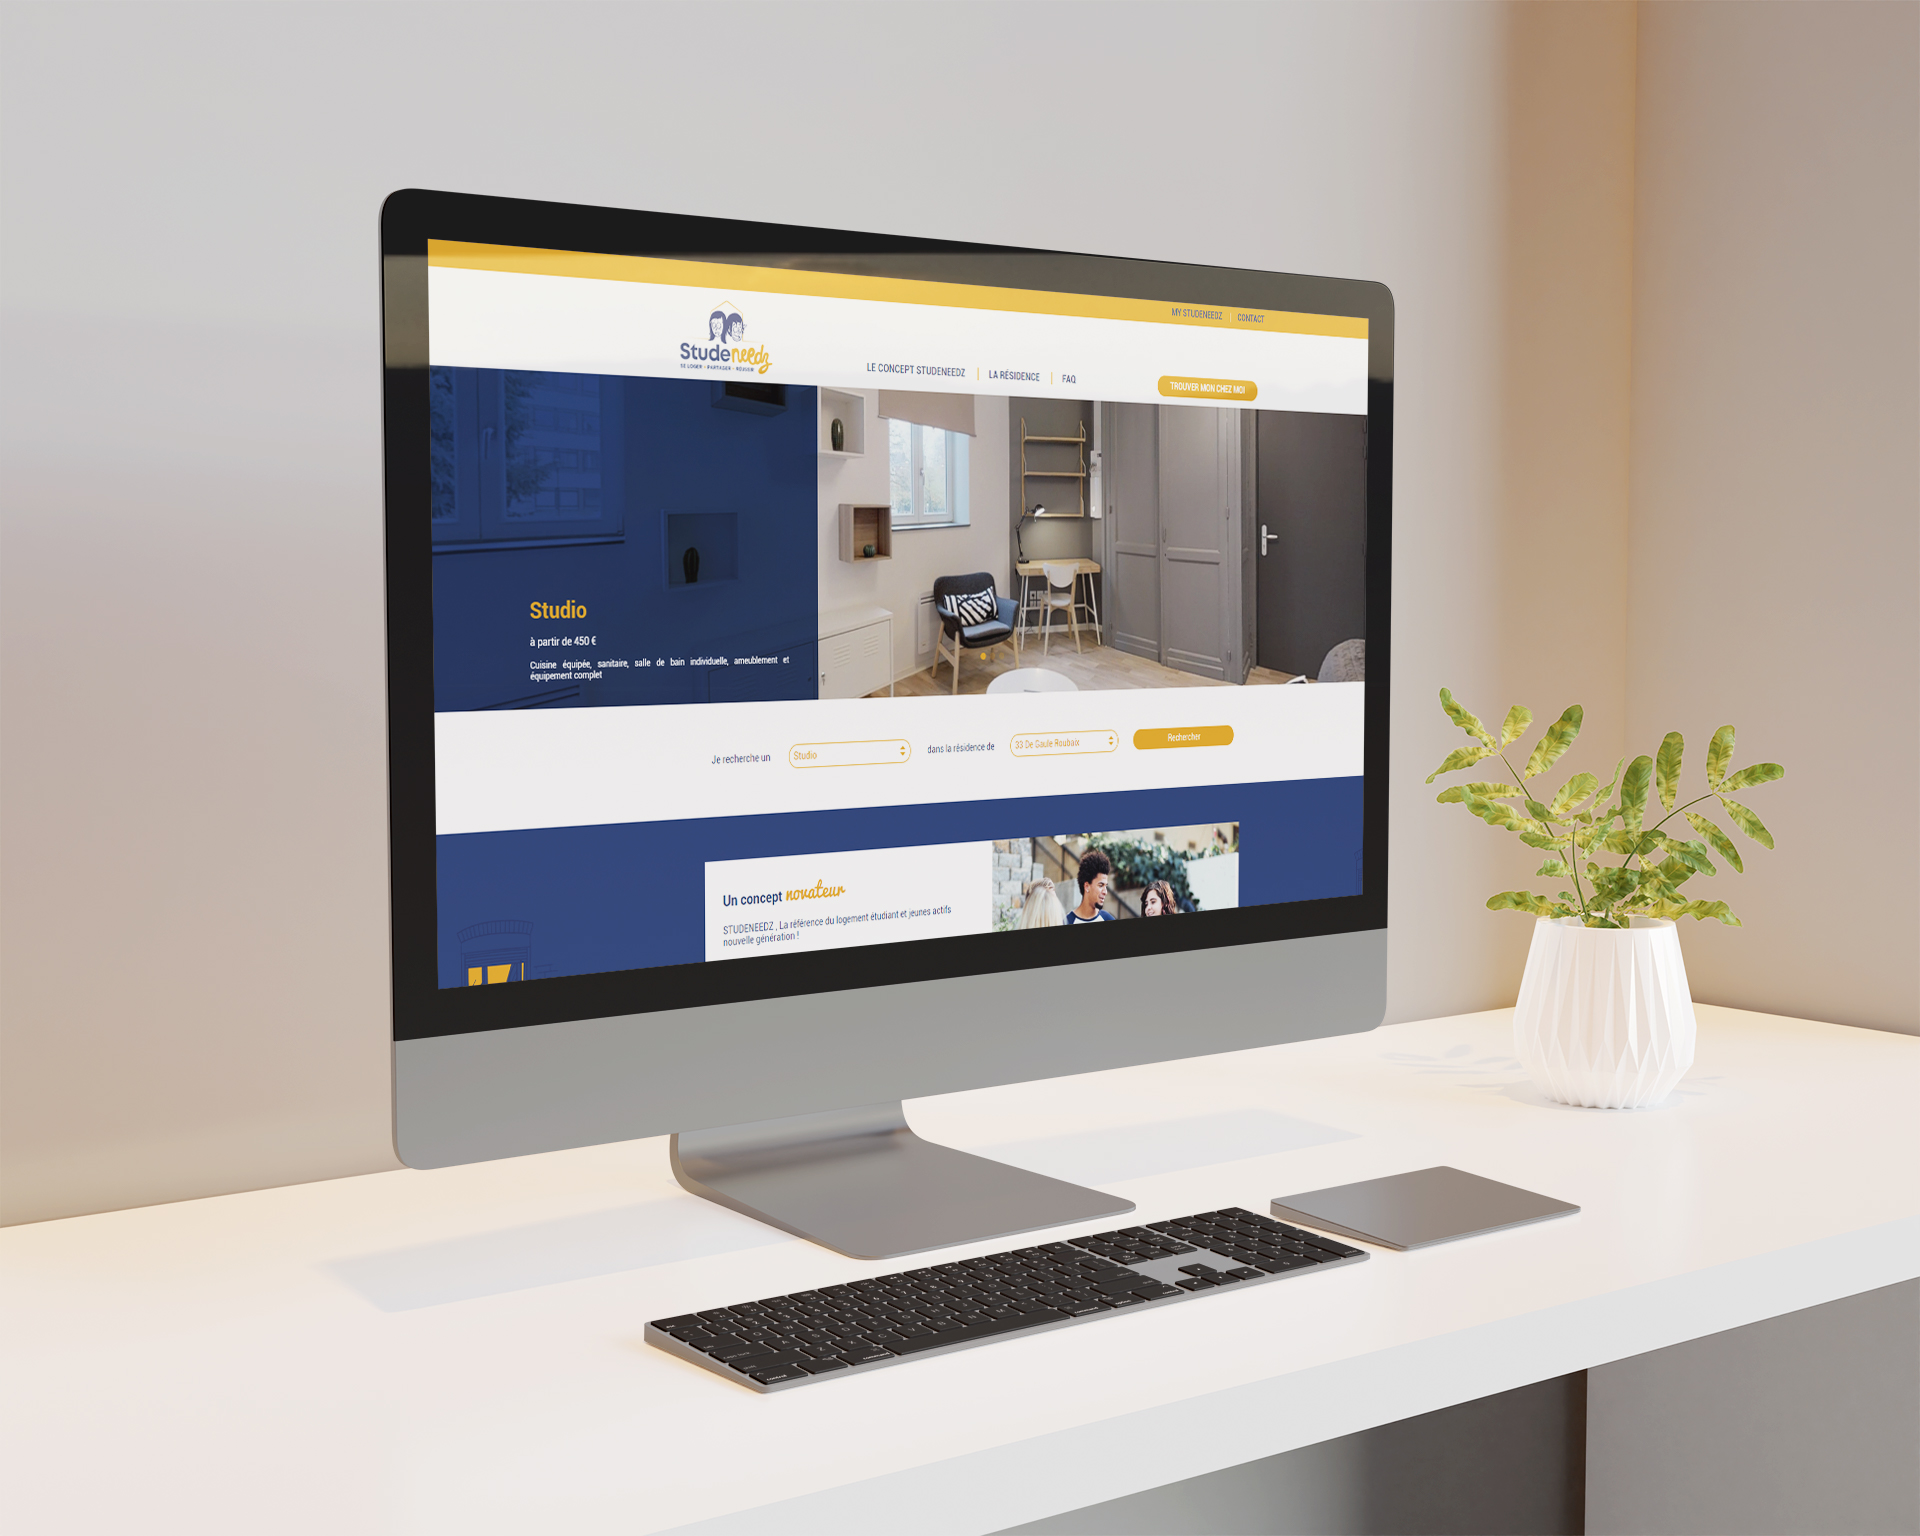 MY STUDENEEDZ | CONTACT
Studeneedz
SE LOGER • PARTAGER • RÉUSSIR
LE CONCEPT STUDENEEDZ | LA RÉSIDENCE | FAQ
TROUVER MON CHEZ MOI
Studio
à partir de 450 €
Cuisine équipée, sanitaire, salle de bain individuelle, ameublement et
équipement complet
Je recherche un
Studio
dans la résidence de
33 De Gaule Roubaix
Rechercher
Un concept novateur
STUDENEEDZ , La référence du logement étudiant et jeunes actifs
nouvelle génération !